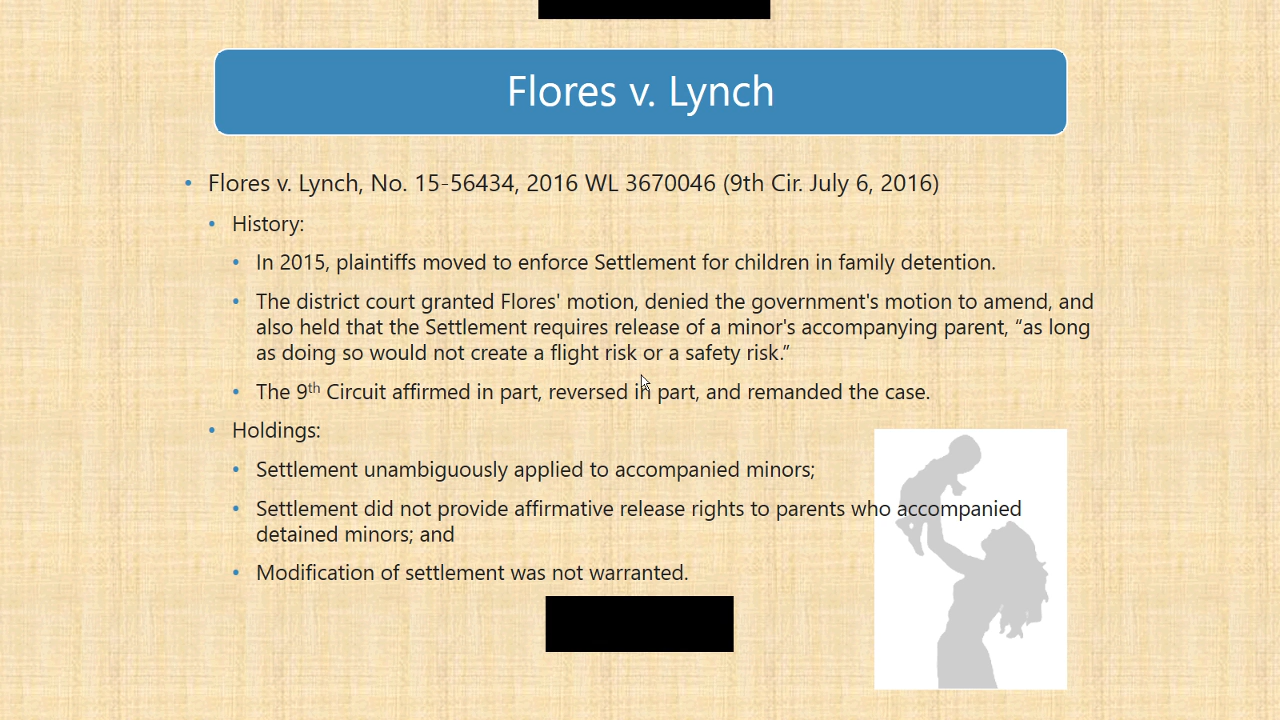 Flores v. Lynch
• Flores v. Lynch, No. 15-56434, 2016 WL 3670046 (9th Cir. July 6, 2016)
• History:
• In 2015, plaintiffs moved to enforce Settlement for children in family detention.
• The district court granted Flores' motion, denied the government's motion to amend, and
also held that the Settlement requires release of a minor's accompanying parent, “as long
as doing so would not create a flight risk or a safety risk.”
• The 9th Circuit affirmed in part, reversed in part, and remanded the case.
• Holdings:
• Settlement unambiguously applied to accompanied minors;
• Settlement did not provide affirmative release rights to parents who accompanied
detained minors; and
• Modification of settlement was not warranted.